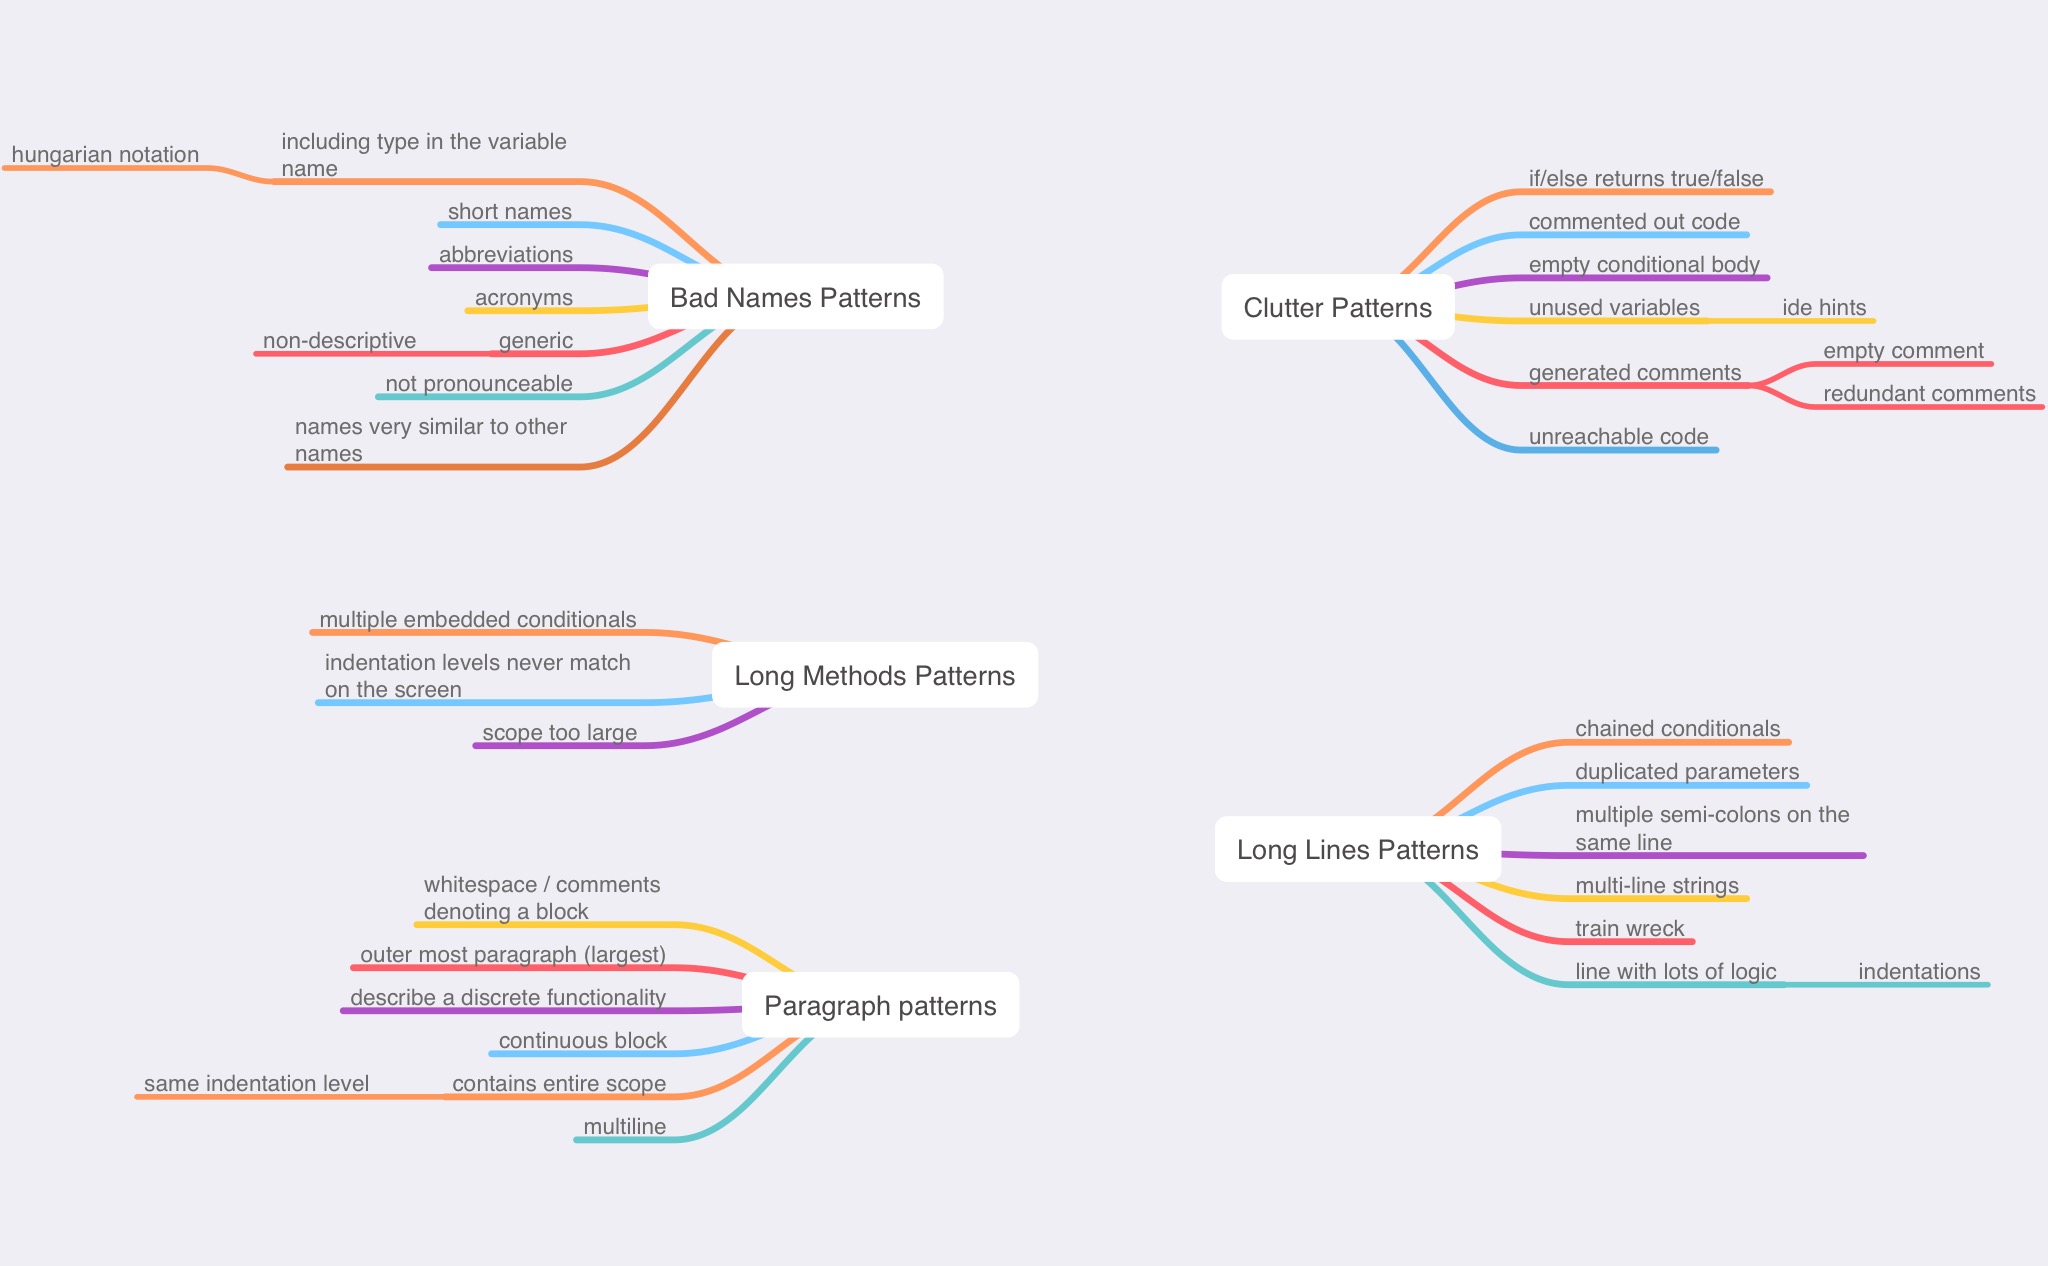 Bad Names Patterns
including type in the variable
name
hungarian notation
short names
abbreviations
acronyms
generic
non-descriptive
not pronounceable
names very similar to other
names
Clutter Patterns
if/else returns true/false
commented out code
empty conditional body
unused variables
ide hints
generated comments
empty comment
redundant comments
unreachable code
Long Methods Patterns
multiple embedded conditionals
indentation levels never match
on the screen
scope too large
Long Lines Patterns
chained conditionals
duplicated parameters
multiple semi-colons on the
same line
multi-line strings
train wreck
line with lots of logic
indentations
Paragraph patterns
whitespace / comments
denoting a block
outer most paragraph (largest)
describe a discrete functionality
continuous block
contains entire scope
same indentation level
multiline